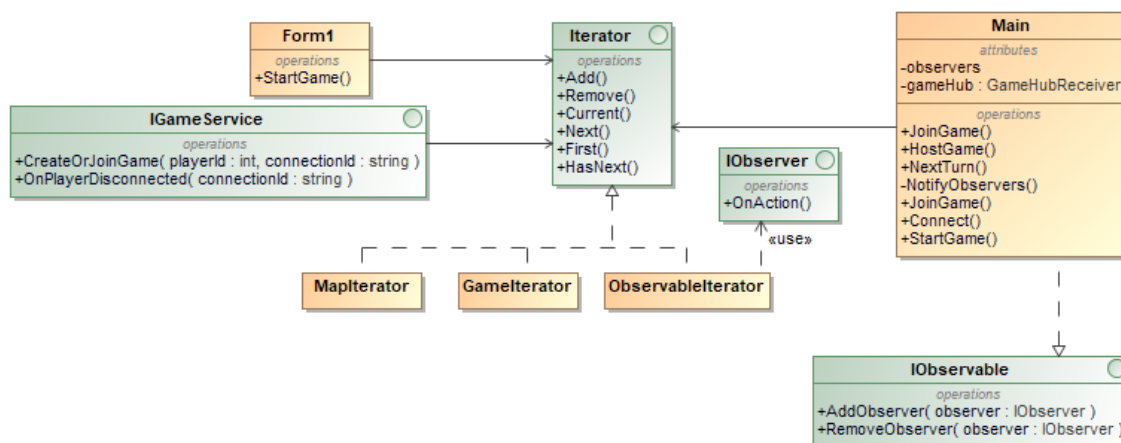 Form1
operations
+StartGame()
IGameService
operations
+CreateOrJoinGame( playerId : int, connectionId : string )
+OnPlayerDisconnected( connectionId : string )
Iterator
operations
+Add()
+Remove()
+Current()
+Next()
+First()
+HasNext()
IObserver
operations
+OnAction()
«use»
Main
attributes
-observers
-gameHub : GameHubReceiver
operations
+JoinGame()
+HostGame()
+NextTurn()
-NotifyObservers()
+JoinGame()
+Connect()
+StartGame()
MapIterator
GameIterator
ObservableIterator
IObservable
operations
+AddObserver( observer : IObserver )
+RemoveObserver( observer : IObserver )